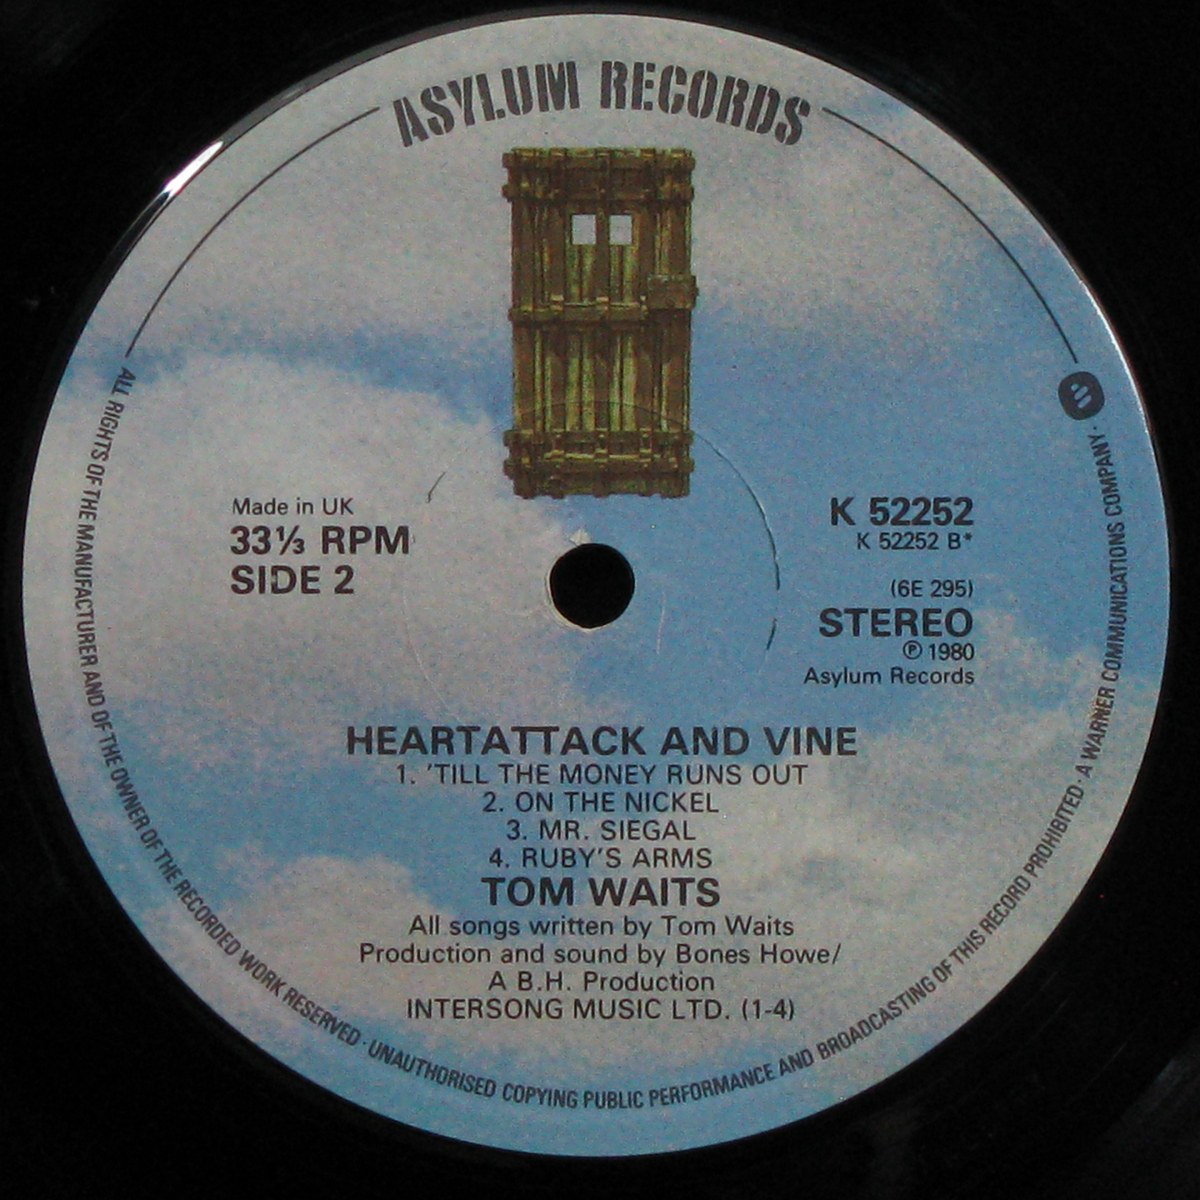 ASYLUM RECORDS
Made in UK
33⅓ RPM
SIDE 2
K 52252
K 52252 B*
(6E 295)
STEREO
℗ 1980
Asylum Records
HEARTATTACK AND VINE
1. 'TILL THE MONEY RUNS OUT
2. ON THE NICKEL
3. MR. SIEGAL
4. RUBY'S ARMS
TOM WAITS
All songs written by Tom Waits
Production and sound by Bones Howe/
A B.H. Production
INTERSONG MUSIC LTD. (1-4)
ALL RIGHTS OF THE MANUFACTURER AND OF THE OWNER OF THE RECORDED WORK RESERVED · UNAUTHORISED COPYING PUBLIC PERFORMANCE AND BROADCASTING OF THIS RECORD PROHIBITED · A WARNER COMMUNICATIONS COMPANY ·